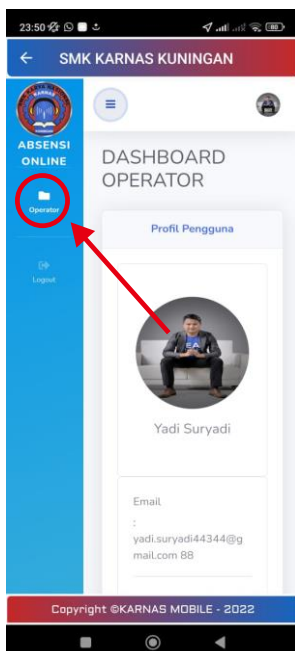 23:50
80
SMK KARNAS KUNINGAN
ABSENSI
ONLINE
Operator
Logout
DASHBOARD
OPERATOR
Profil Pengguna
Yadi Suryadi
Email
:
yadi.suryadi44344@g
mail.com 88
Copyright ©KARNAS MOBILE - 2022